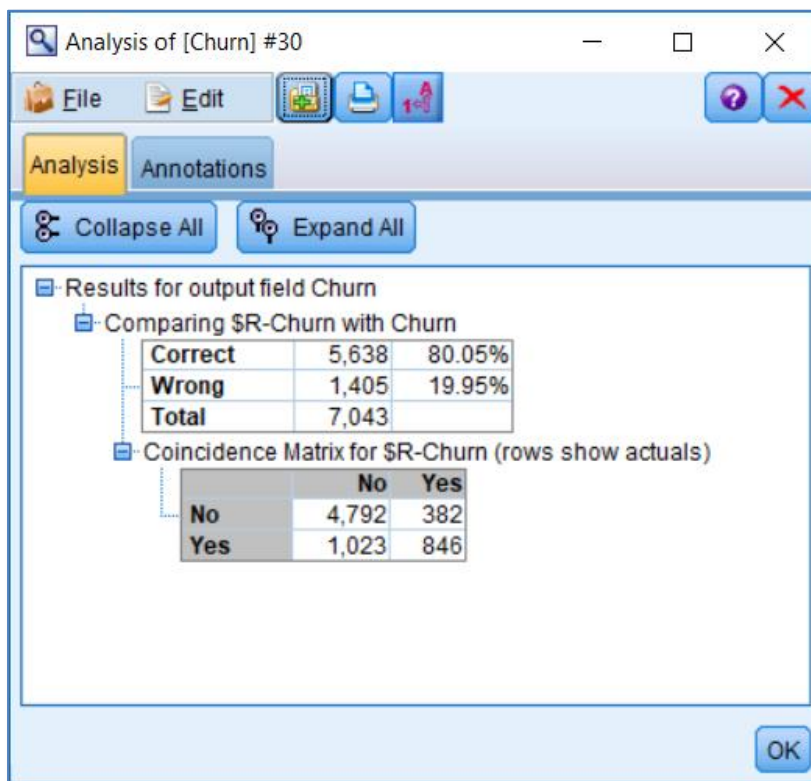 Analysis of [Churn] #30
File Edit
Analysis Annotations
Collapse All Expand All
Results for output field Churn
Comparing $R-Churn with Churn
Correct 5,638 80.05%
Wrong 1,405 19.95%
Total 7,043
Coincidence Matrix for $R-Churn (rows show actuals)
No Yes
No 4,792 382
Yes 1,023 846
OK